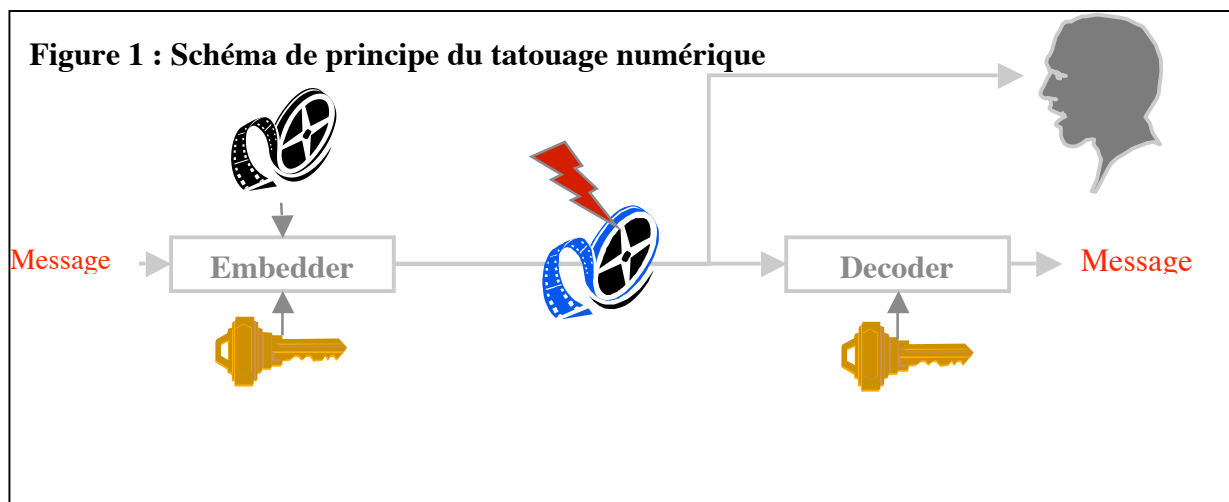 Figure 1 : Schéma de principe du tatouage numérique
Message
Embedder
Decoder
Message